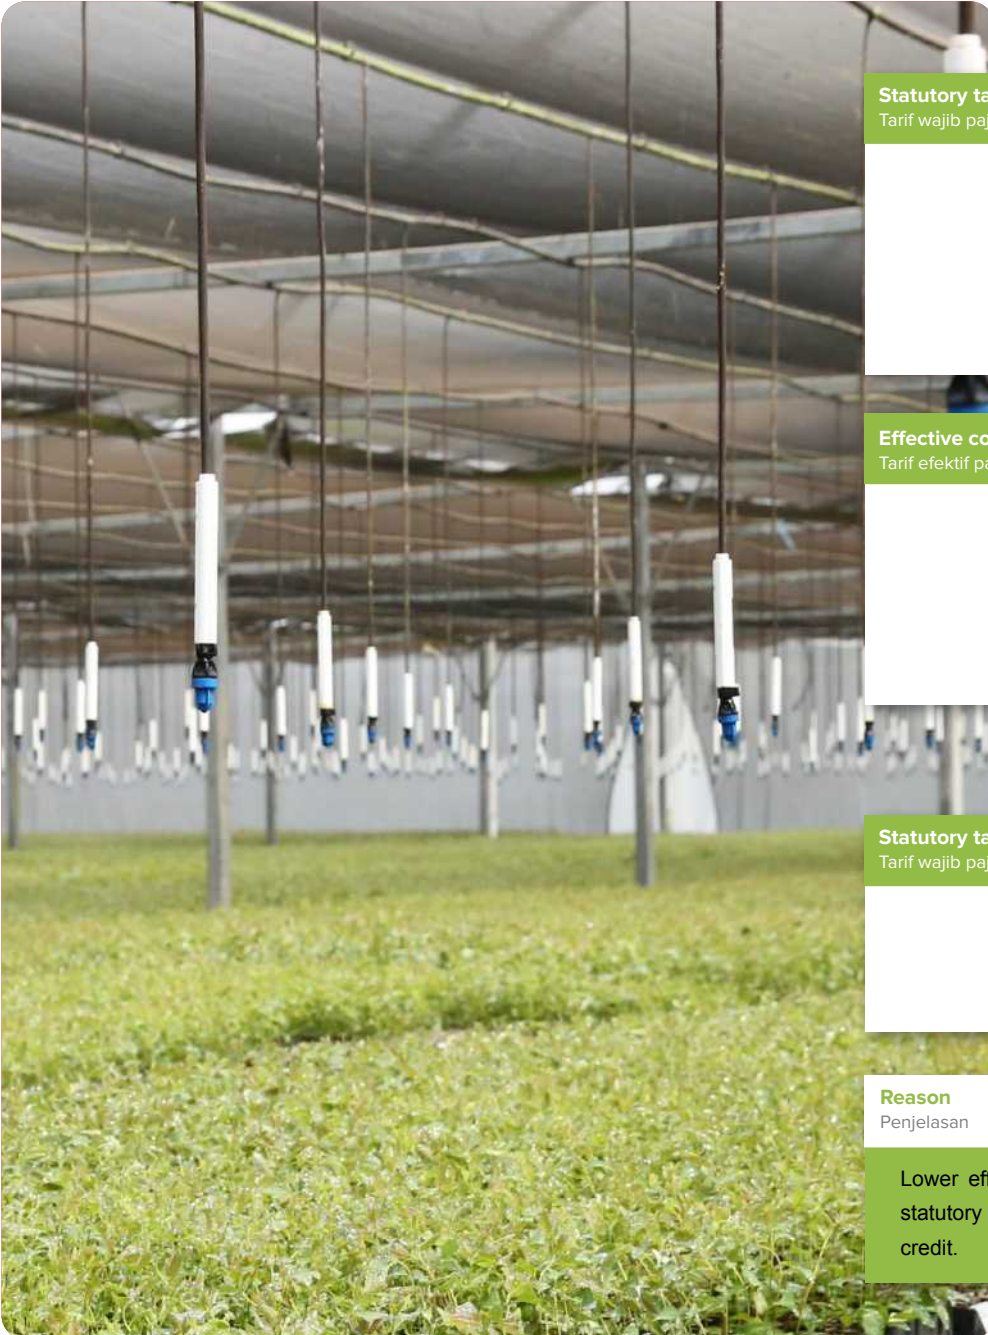 Statutory ta
Tarif wajib paj
Effective co
Tarif efektif pa
Statutory ta
Tarif wajib paj
Reason
Penjelasan
Lower eff
statutory
credit.